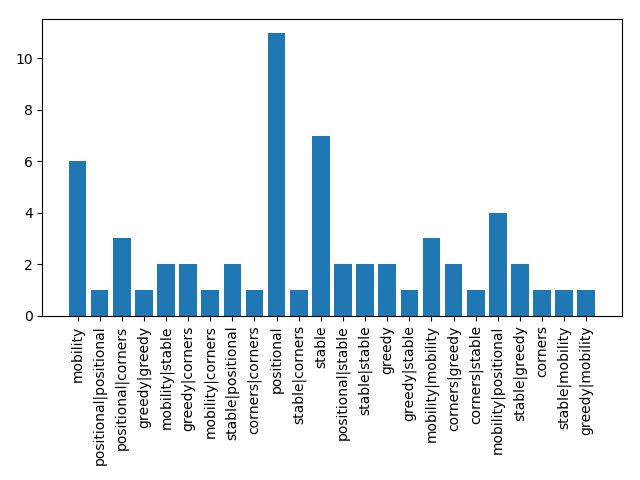 10
8
6
4
2
0
mobility
positional|positional
positional|corners
greedy|greedy
mobility|stable
greedy|corners
mobility|corners
stable|positional
corners|corners
positional
stable|corners
stable
positional|stable
stable|stable
greedy
greedy|stable
mobility|mobility
corners|greedy
corners|stable
mobility|positional
stable|greedy
corners
stable|mobility
greedy|mobility